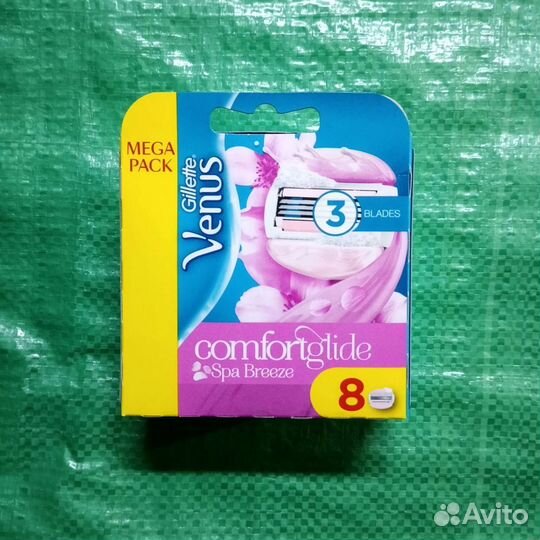 MEGA
PACK
Gillette
Venus
3 BLADES
comfortglide
Spa Breeze
8
Avito